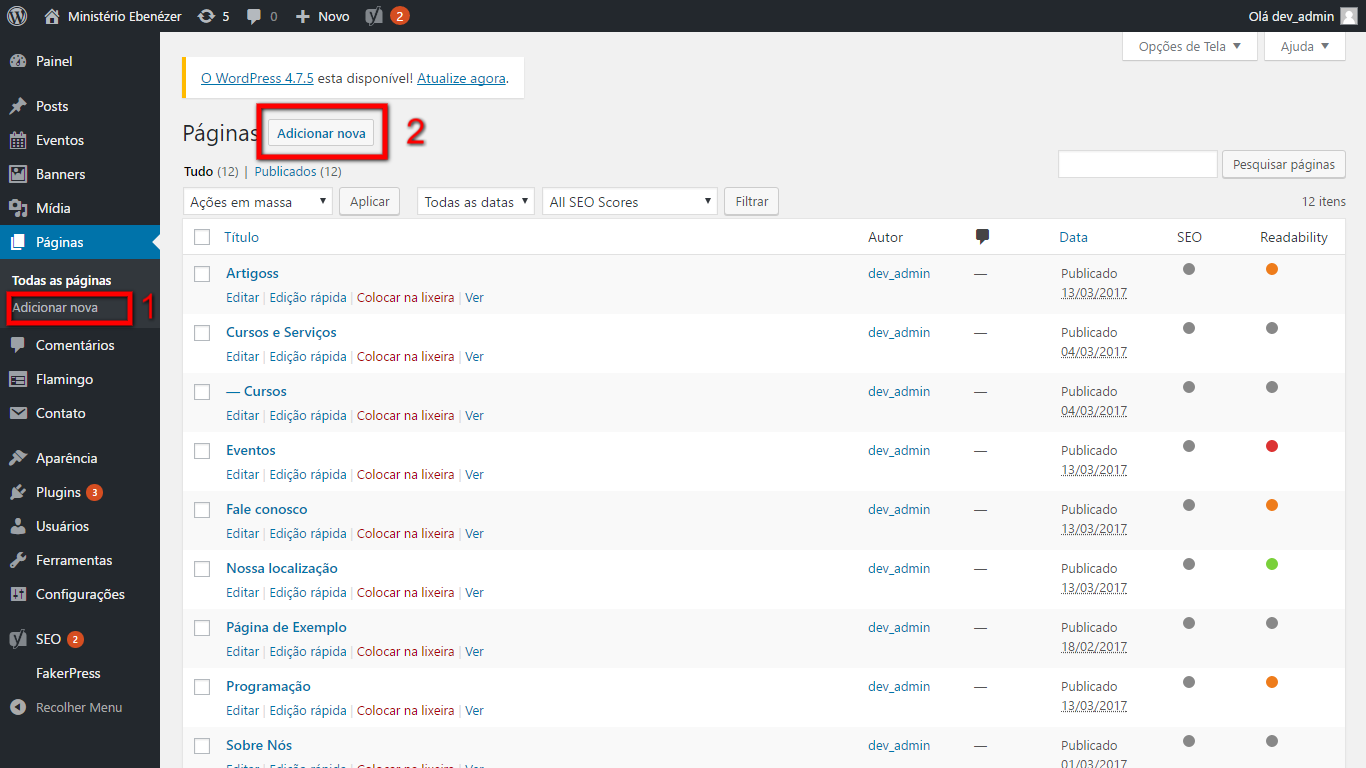 Ministério Ebenézer 5 0 Novo 2 Olá dev_admin
Painel
Posts
Eventos
Banners
Mídia
Páginas
Todas as páginas
Adicionar nova 1
Comentários
Flamingo
Contato
Aparência
Plugins 3
Usuários
Ferramentas
Configurações
SEO 2
FakerPress
Recolher Menu
Opções de Tela Ajuda
O WordPress 4.7.5 esta disponível! Atualize agora.
Páginas Adicionar nova 2
Tudo (12) | Publicados (12)
Pesquisar páginas
Ações em massa Aplicar Todas as datas All SEO Scores Filtrar 12 itens
Título Autor Data SEO Readability
Artigoss dev_admin — Publicado
Editar | Edição rápida | Colocar na lixeira | Ver 13/03/2017
Cursos e Serviços dev_admin — Publicado
Editar | Edição rápida | Colocar na lixeira | Ver 04/03/2017
— Cursos dev_admin — Publicado
Editar | Edição rápida | Colocar na lixeira | Ver 04/03/2017
Eventos dev_admin — Publicado
Editar | Edição rápida | Colocar na lixeira | Ver 13/03/2017
Fale conosco dev_admin — Publicado
Editar | Edição rápida | Colocar na lixeira | Ver 13/03/2017
Nossa localização dev_admin — Publicado
Editar | Edição rápida | Colocar na lixeira | Ver 13/03/2017
Página de Exemplo dev_admin — Publicado
Editar | Edição rápida | Colocar na lixeira | Ver 18/02/2017
Programação dev_admin — Publicado
Editar | Edição rápida | Colocar na lixeira | Ver 13/03/2017
Sobre Nós dev_admin — Publicado
Editar | Edição rápida | Colocar na lixeira | Ver 01/03/2017